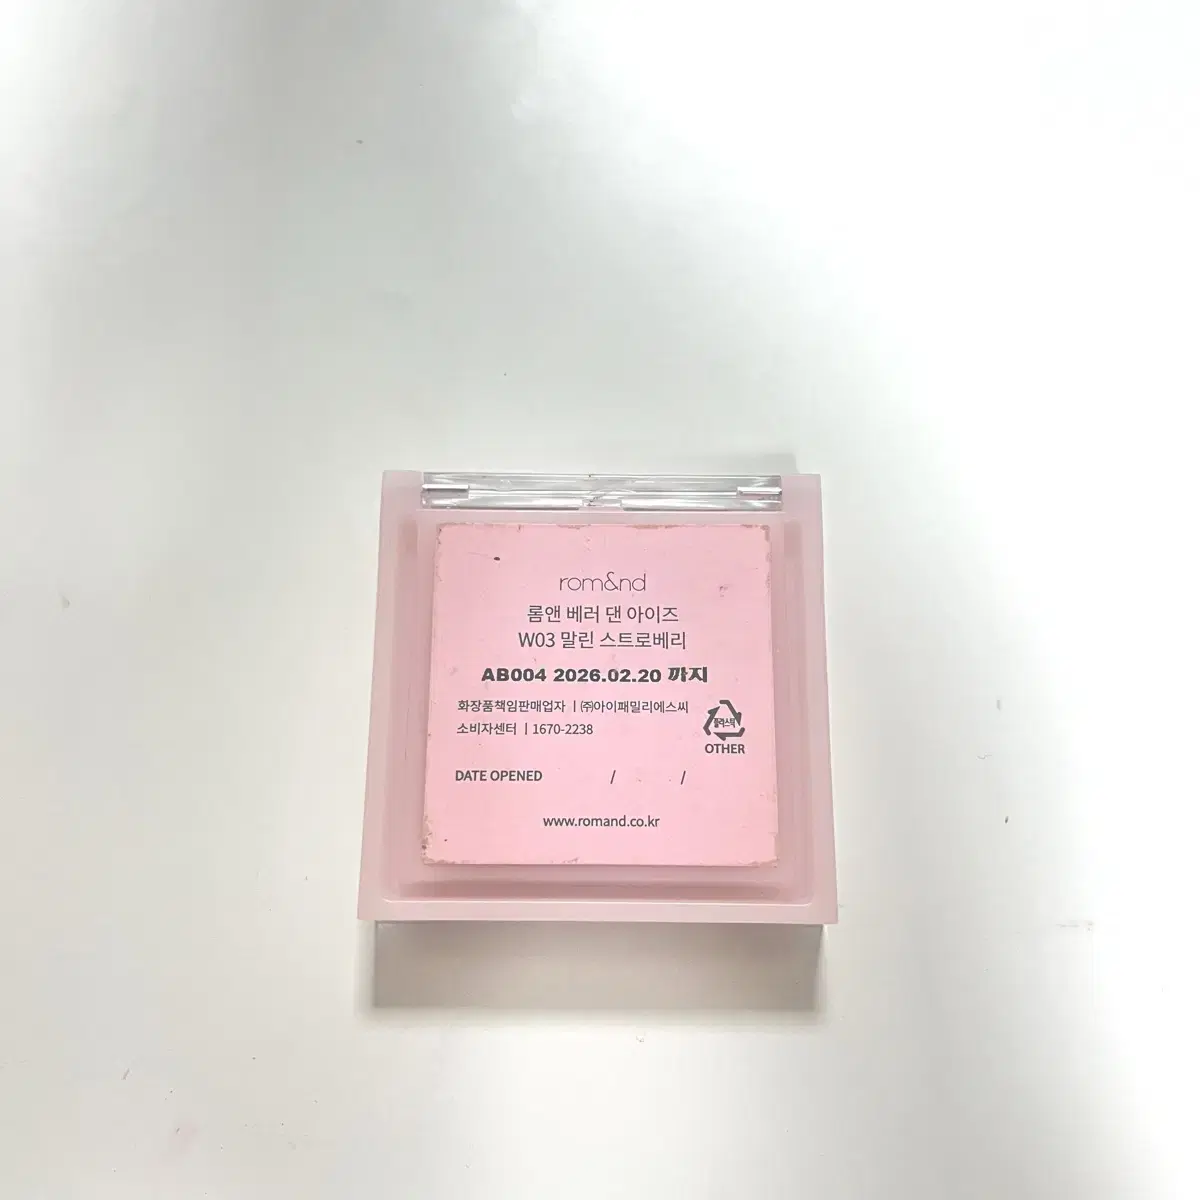 rom&nd
롬앤 베러 댄 아이즈
W03 말린 스트로베리
AB004 2026.02.20 까지
화장품책임판매업자 ㅣ㈜아이패밀리에스씨
소비자센터 ㅣ1670-2238
플라스틱
OTHER
DATE OPENED / /
www.romand.co.kr